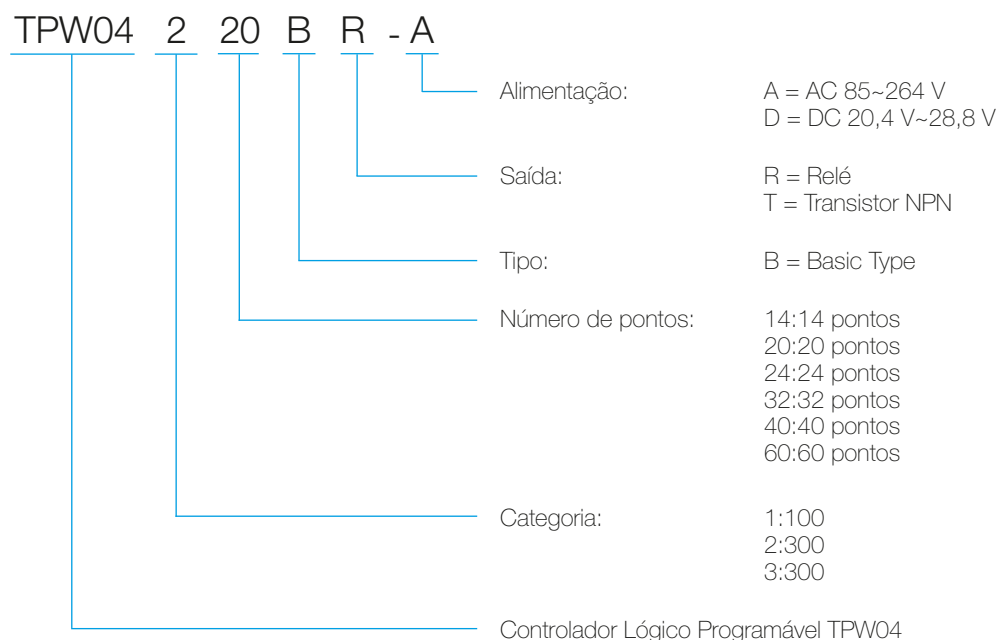 TPW04 2 20 B R - A
Alimentação: A = AC 85~264 V
D = DC 20,4 V~28,8 V
Saída: R = Relé
T = Transistor NPN
Tipo: B = Basic Type
Número de pontos: 14:14 pontos
20:20 pontos
24:24 pontos
32:32 pontos
40:40 pontos
60:60 pontos
Categoria: 1:100
2:300
3:300
Controlador Lógico Programável TPW04